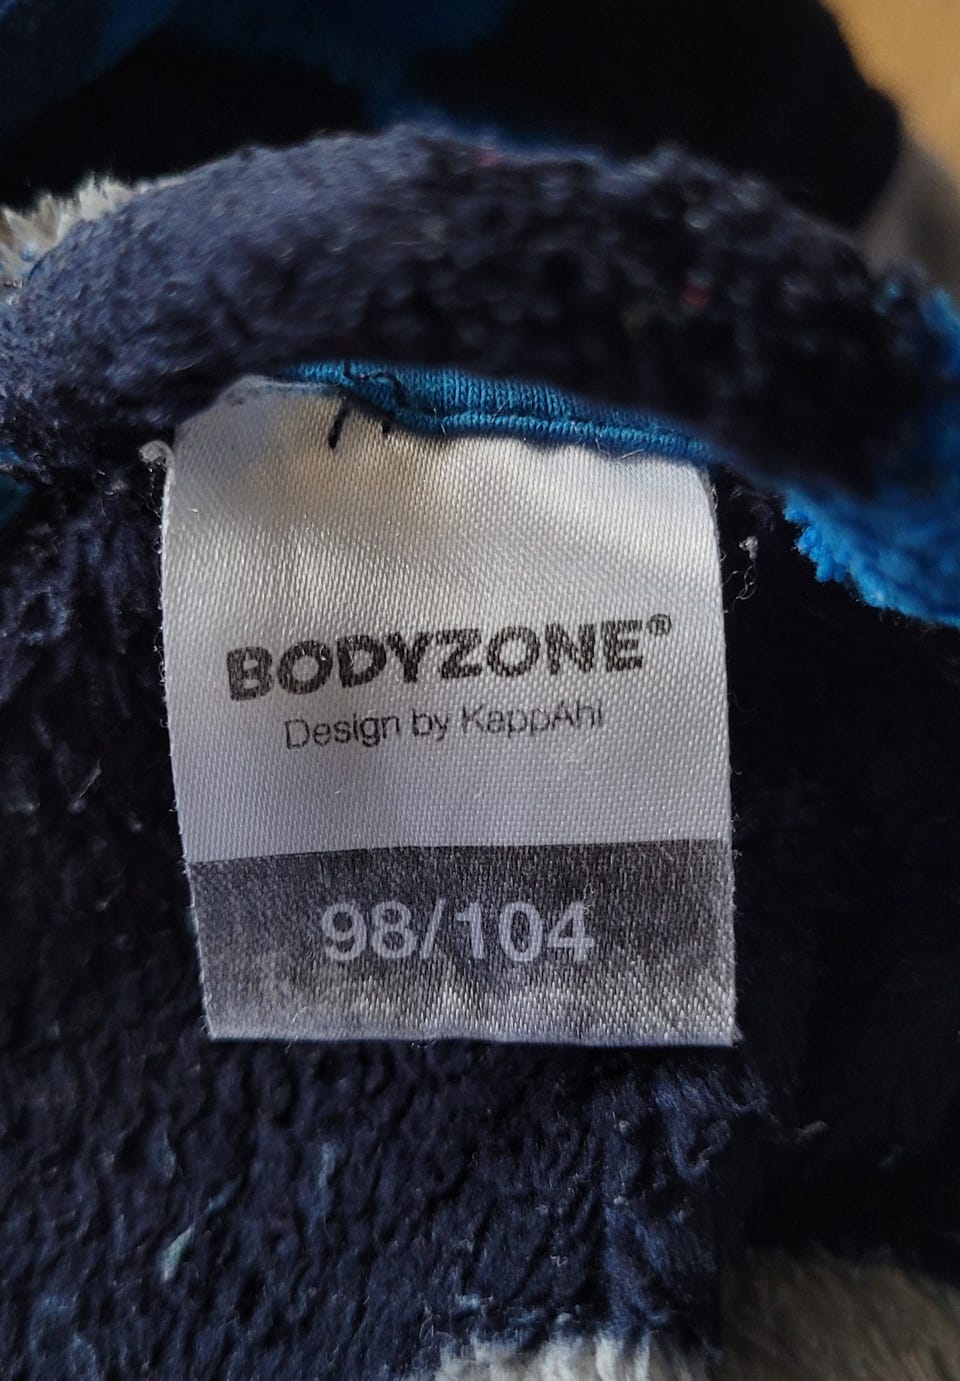 BODYZONE®
Design by KappAhl
98/104